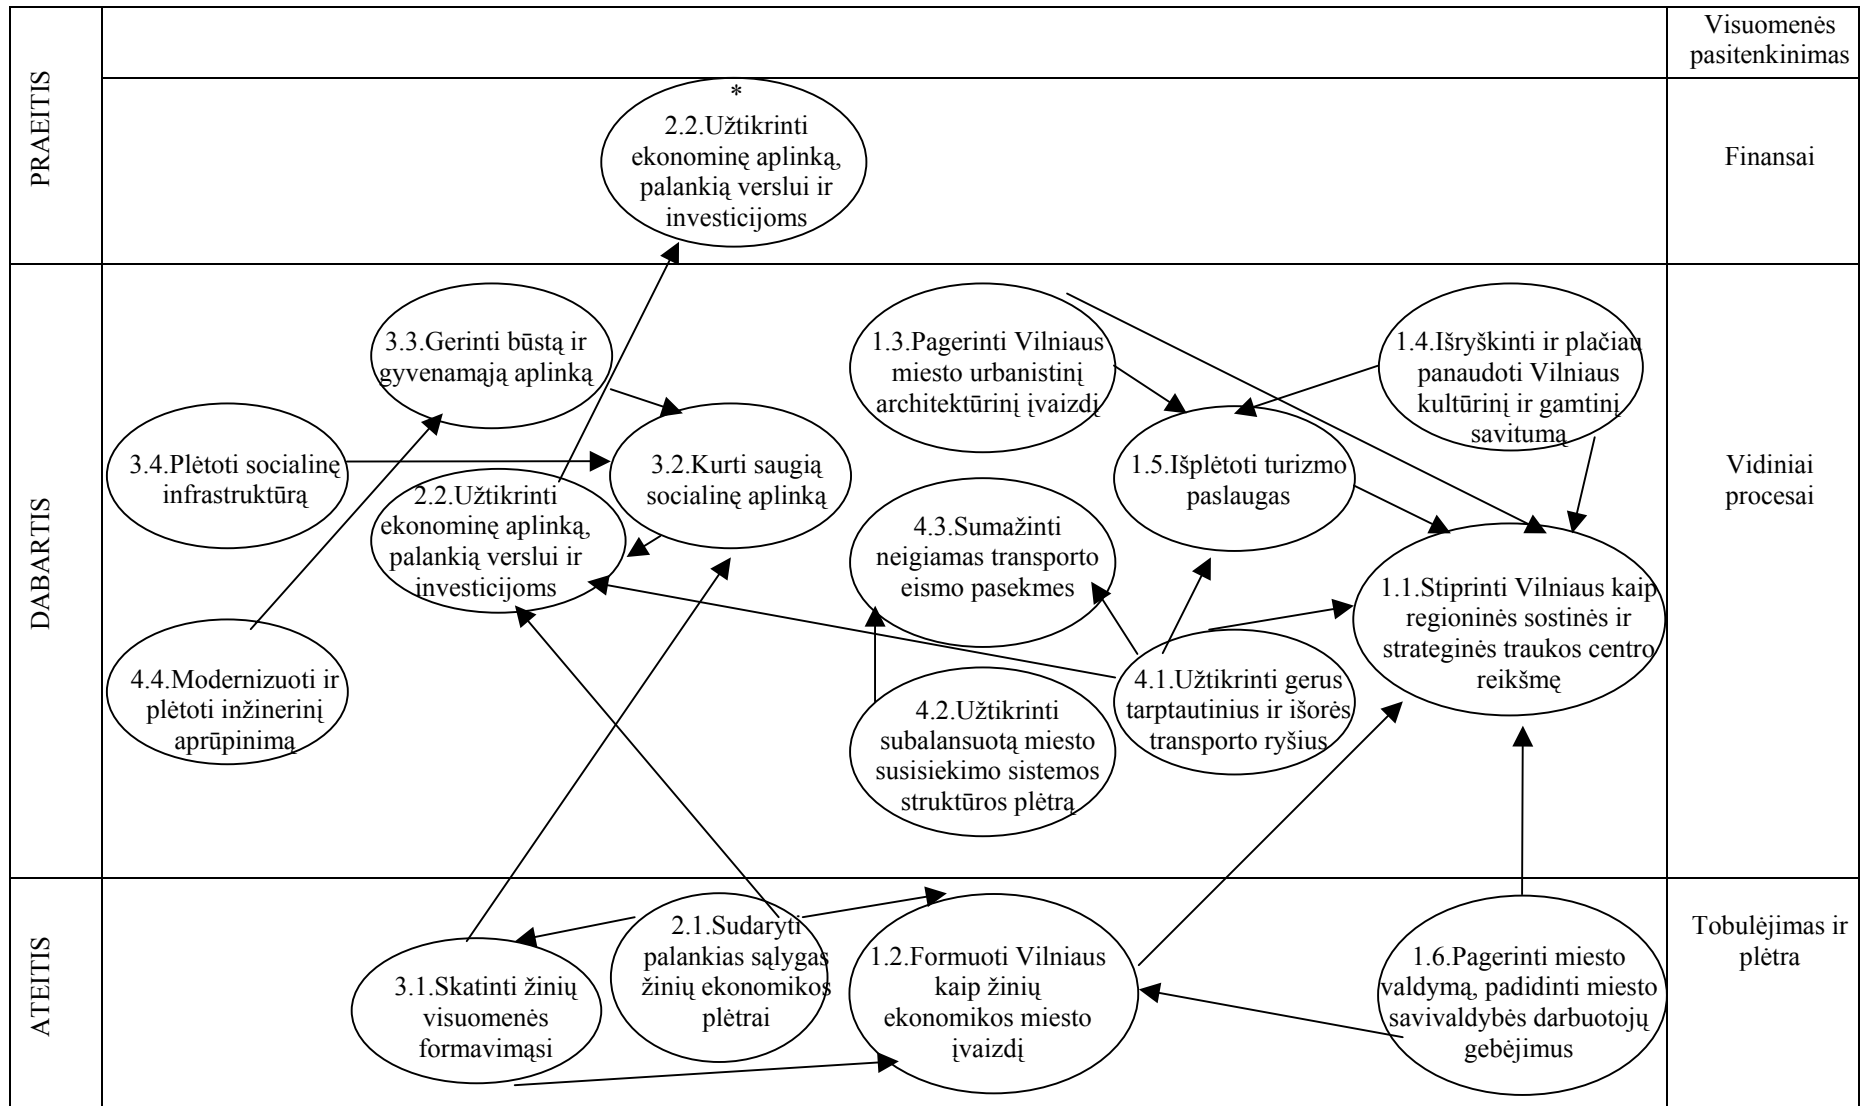 PRAEITIS
Visuomenės
pasitenkinimas
*
2.2.Užtikrinti
ekonominę aplinką,
palankią verslui ir
investicijoms
Finansai
DABARTIS
3.3.Gerinti būstą ir
gyvenamąją aplinką
1.3.Pagerinti Vilniaus
miesto urbanistinį
architektūrinį įvaizdį
1.4.Išryškinti ir plačiau
panaudoti Vilniaus
kultūrinį ir gamtinį
savitumą
3.4.Plėtoti socialinę
infrastruktūrą
3.2.Kurti saugią
socialinę aplinką
1.5.Išplėtoti turizmo
paslaugas
Vidiniai
procesai
2.2.Užtikrinti
ekonominę aplinką,
palankią verslui ir
investicijoms
4.3.Sumažinti
neigiamas transporto
eismo pasekmes
1.1.Stiprinti Vilniaus kaip
regioninės sostinės ir
strateginės traukos centro
reikšmę
4.4.Modernizuoti ir
plėtoti inžinerinį
aprūpinimą
4.2.Užtikrinti
subalansuotą miesto
susisiekimo sistemos
struktūros plėtrą
4.1.Užtikrinti gerus
tarptautinius ir išorės
transporto ryšius
ATEITIS
3.1.Skatinti žinių
visuomenės
formavimąsi
2.1.Sudaryti
palankias sąlygas
žinių ekonomikos
plėtrai
1.2.Formuoti Vilniaus
kaip žinių
ekonomikos miesto
įvaizdį
1.6.Pagerinti miesto
valdymą, padidinti miesto
savivaldybės darbuotojų
gebėjimus
Tobulėjimas ir
plėtra